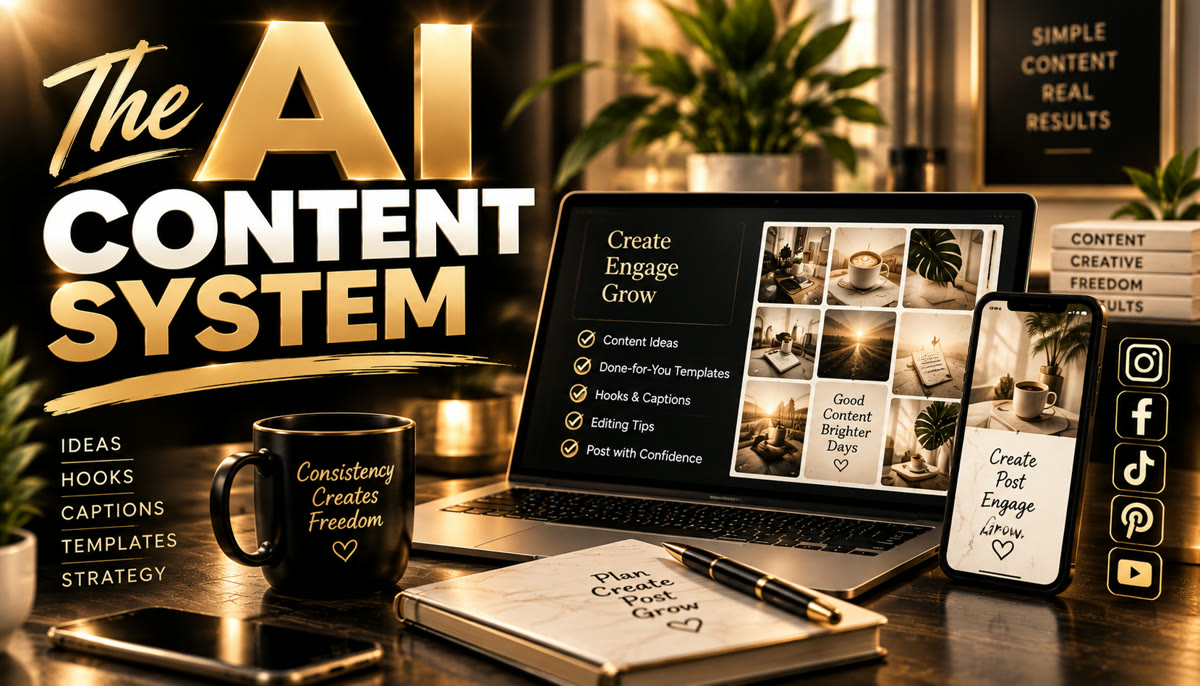 The
AI
CONTENT
SYSTEM
IDEAS
HOOKS
CAPTIONS
TEMPLATES
STRATEGY
Consistency
Creates
Freedom
Create
Engage
Grow
Content Ideas
Done-for-You Templates
Hooks & Captions
Editing Tips
Post with Confidence
Good
Content
Brighter
Days
Plan
Create
Post
Grow
SIMPLE
CONTENT
REAL
RESULTS
CONTENT
CREATIVE
FREEDOM
Create
Post
Engage
Grow.